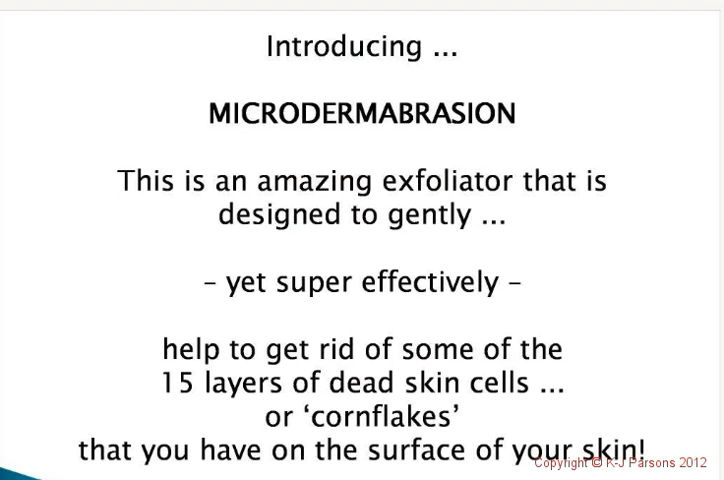 Introducing ...
MICRODERMABRASION
This is an amazing exfoliator that is
designed to gently ...
– yet super effectively –
help to get rid of some of the
15 layers of dead skin cells ...
or ‘cornflakes’
that you have on the surface of your skin!
Copyright © K-J Parsons 2012